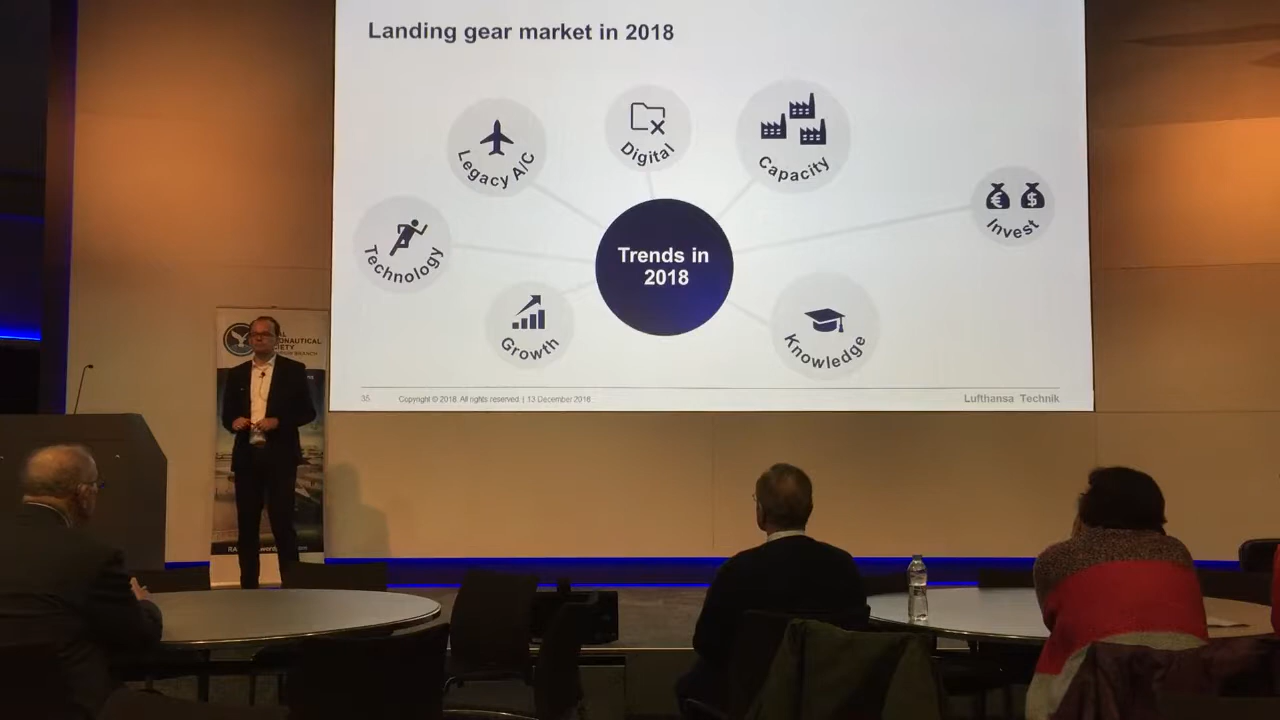 Landing gear market in 2018
Legacy A/C
Digital
Capacity
Technology
Invest
Trends in
2018
Growth
Knowledge
35
Copyright © 2018. All rights reserved. | 13 December 2018
Lufthansa Technik